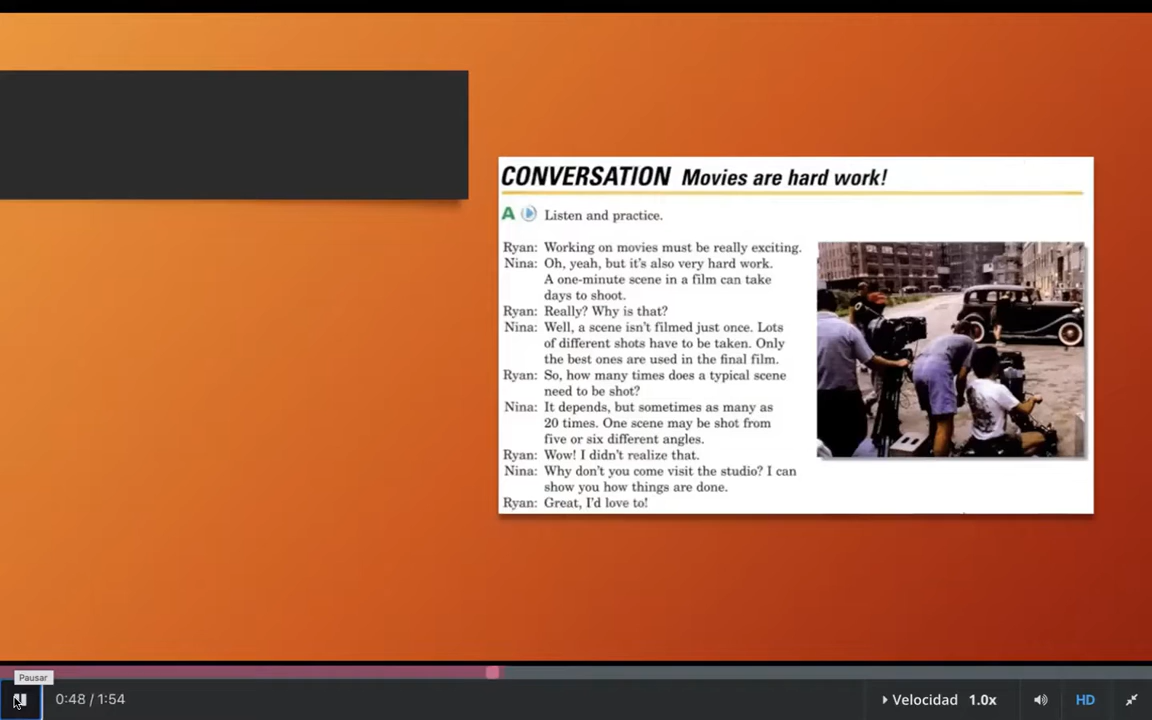 CONVERSATION Movies are hard work!
A Listen and practice.
Ryan: Working on movies must be really exciting.
Nina: Oh, yeah, but it's also very hard work.
A one-minute scene in a film can take
days to shoot.
Ryan: Really? Why is that?
Nina: Well, a scene isn't filmed just once. Lots
of different shots have to be taken. Only
the best ones are used in the final film.
Ryan: So, how many times does a typical scene
need to be shot?
Nina: It depends, but sometimes as many as
20 times. One scene may be shot from
five or six different angles.
Ryan: Wow! I didn't realize that.
Nina: Why don't you come visit the studio? I can
show you how things are done.
Ryan: Great, I'd love to!
Pausar
0:48 / 1:54
Velocidad 1.0x
HD